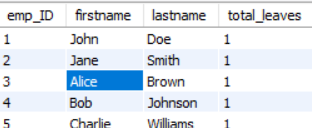 emp_ID firstname lastname total_leaves
1 John Doe 1
2 Jane Smith 1
3 Alice Brown 1
4 Bob Johnson 1
5 Charlie Williams 1